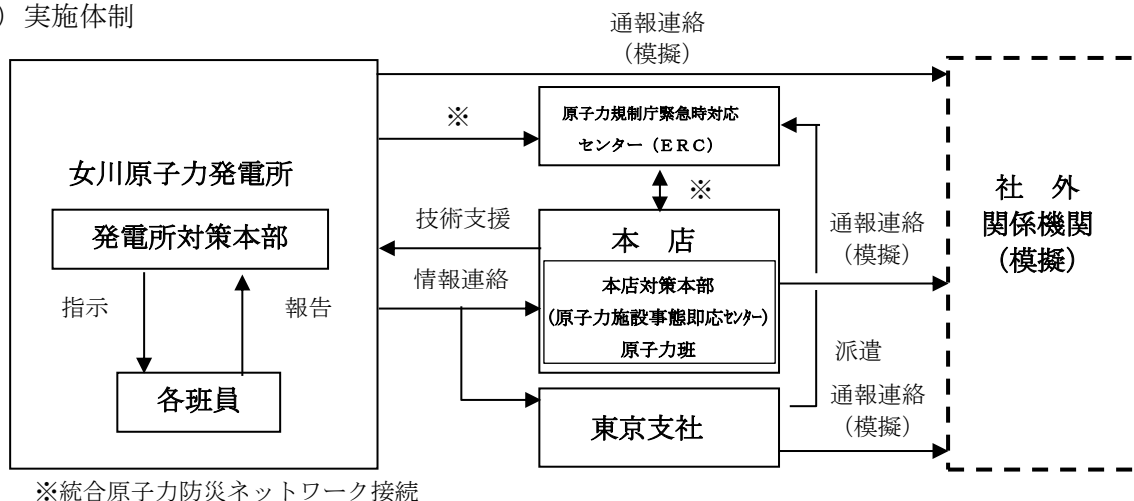 ）実施体制
通報連絡
（模擬）
※
原子力規制庁緊急時対応
センター（ＥＲＣ）
女川原子力発電所
発電所対策本部
指示
報告
各班員
※
技術支援
情報連絡
本　店
本店対策本部
(原子力施設事態即応ｾﾝﾀｰ)
原子力班
東京支社
通報連絡
（模擬）
派遣
通報連絡
（模擬）
社　外
関係機関
（模擬）
※統合原子力防災ネットワーク接続